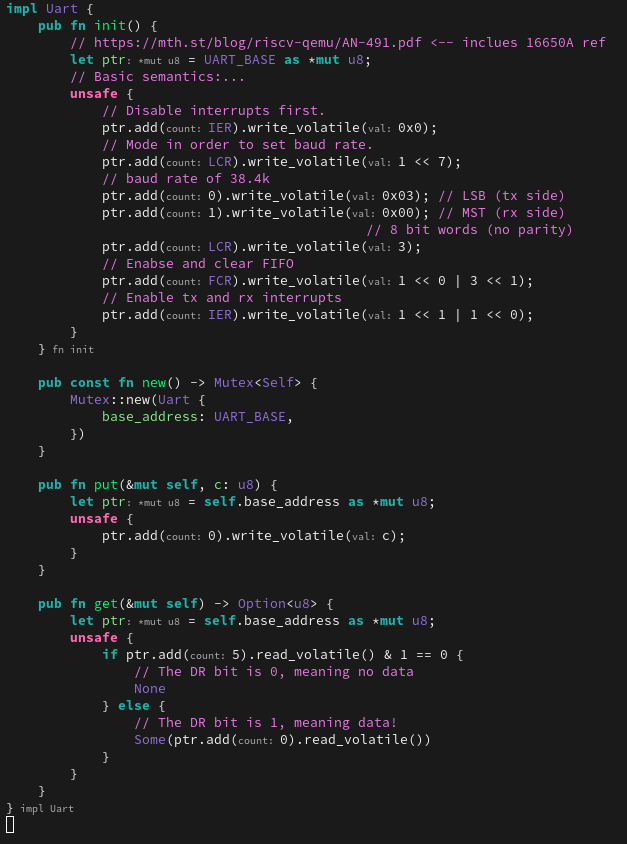 impl Uart {
    pub fn init() {
        // https://mth.st/blog/riscv-qemu/AN-491.pdf <-- inclues 16650A ref
        let ptr: *mut u8 = UART_BASE as *mut u8;
        // Basic semantics:...
        unsafe {
            // Disable interrupts first.
            ptr.add(count: IER).write_volatile(val: 0x0);
            // Mode in order to set baud rate.
            ptr.add(count: LCR).write_volatile(val: 1 << 7);
            // baud rate of 38.4k
            ptr.add(count: 0).write_volatile(val: 0x03); // LSB (tx side)
            ptr.add(count: 1).write_volatile(val: 0x00); // MST (rx side)
                                             // 8 bit words (no parity)
            ptr.add(count: LCR).write_volatile(val: 3);
            // Enabse and clear FIFO
            ptr.add(count: FCR).write_volatile(val: 1 << 0 | 3 << 1);
            // Enable tx and rx interrupts
            ptr.add(count: IER).write_volatile(val: 1 << 1 | 1 << 0);
        }
    } fn init
    pub const fn new() -> Mutex<Self> {
        Mutex::new(Uart {
            base_address: UART_BASE,
        })
    }
    pub fn put(&mut self, c: u8) {
        let ptr: *mut u8 = self.base_address as *mut u8;
        unsafe {
            ptr.add(count: 0).write_volatile(val: c);
        }
    }
    pub fn get(&mut self) -> Option<u8> {
        let ptr: *mut u8 = self.base_address as *mut u8;
        unsafe {
            if ptr.add(count: 5).read_volatile() & 1 == 0 {
                // The DR bit is 0, meaning no data
                None
            } else {
                // The DR bit is 1, meaning data!
                Some(ptr.add(count: 0).read_volatile())
            }
        }
    }
} impl Uart